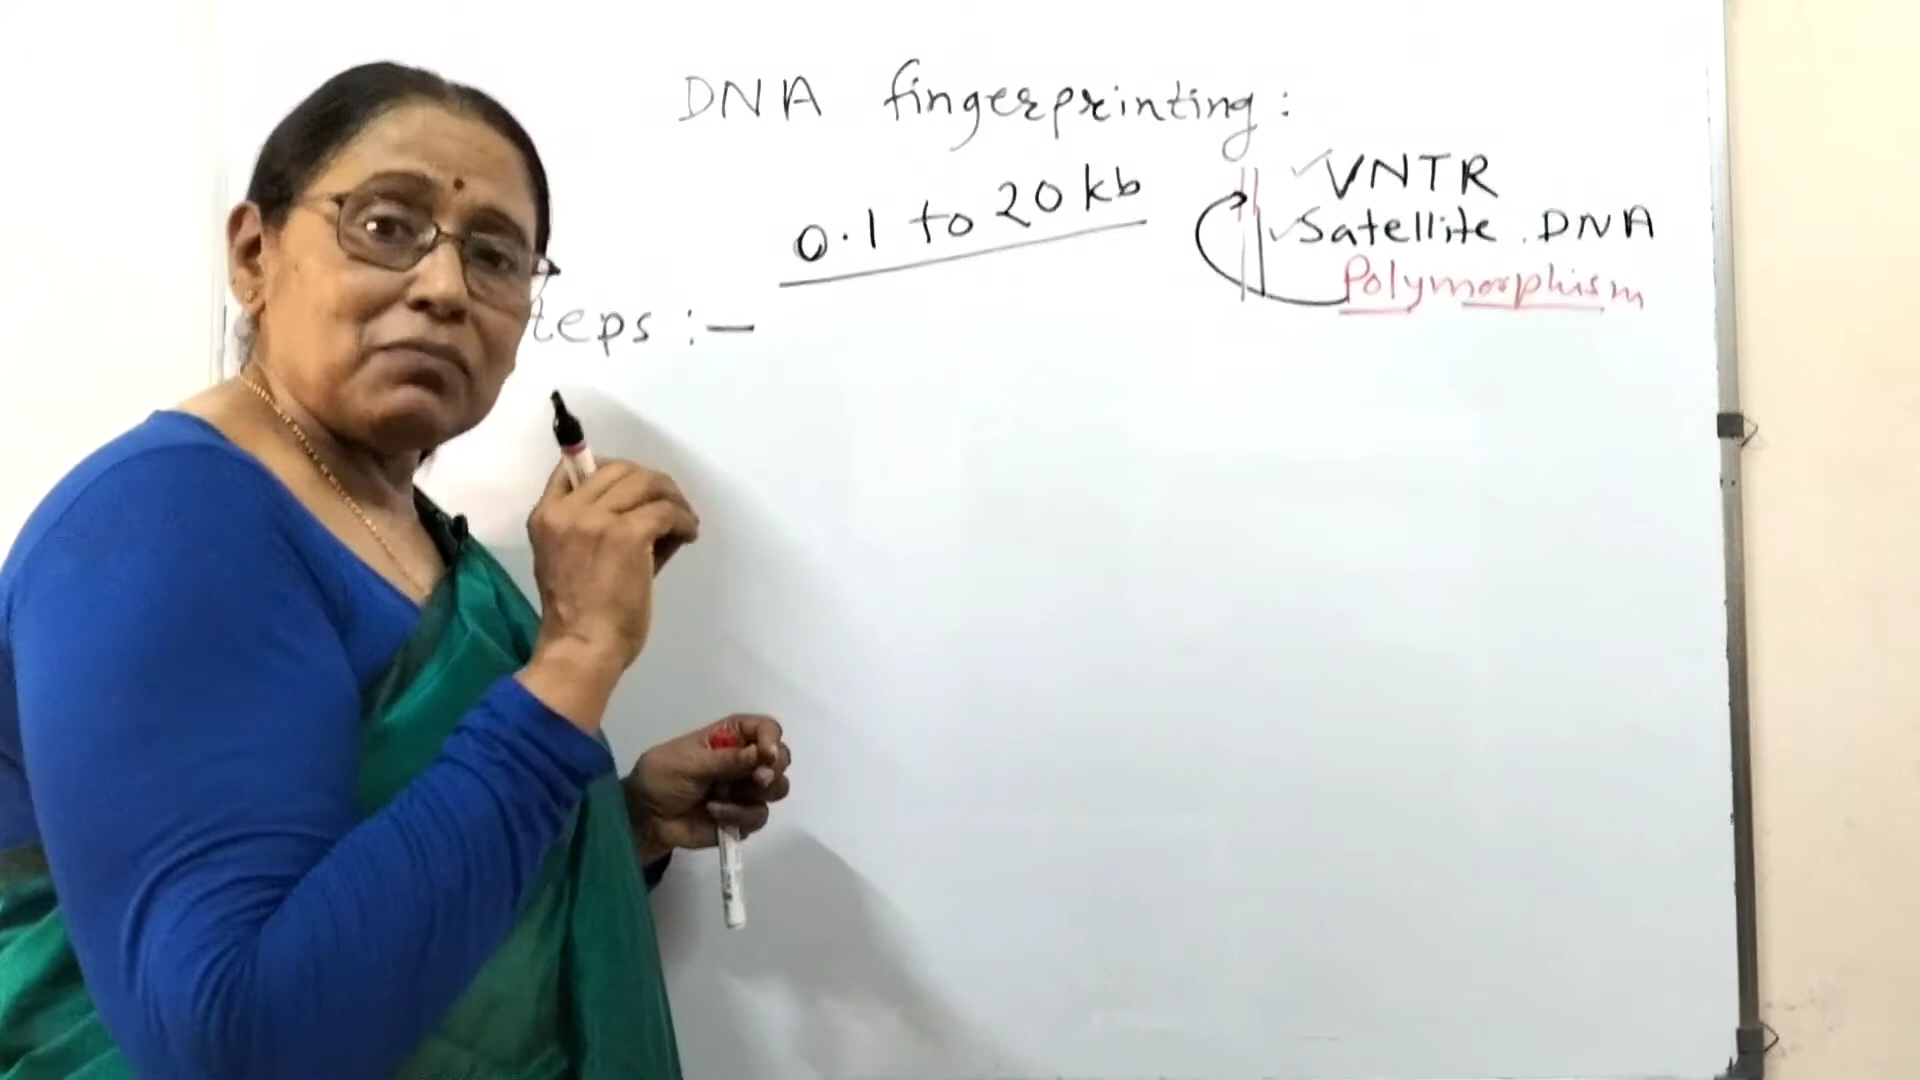 DNA fingerprinting :
0.1 to 20 kb
VNTR
Satellite DNA
Polymorphism
teps :-